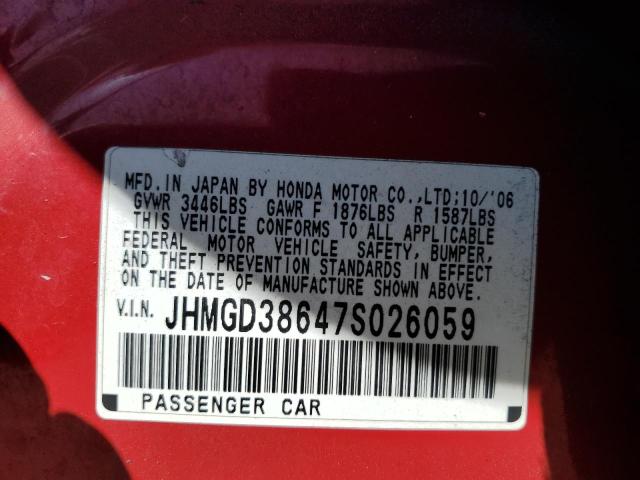 MFD. IN JAPAN BY HONDA MOTOR CO.,LTD; 10/'06
GVWR 3446LBS GAWR F 1876LBS R 1587LBS
THIS VEHICLE CONFORMS TO ALL APPLICABLE
FEDERAL MOTOR VEHICLE SAFETY, BUMPER,
AND THEFT PREVENTION STANDARDS IN EFFECT
ON THE DATE OF MANUFACTURE SHOWN ABOVE.
V.I.N. JHMGD38647S026059
PASSENGER CAR